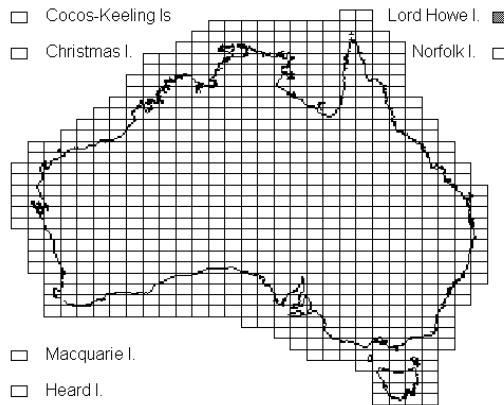 Cocos-Keeling Is
Lord Howe I.
Christmas I.
Norfolk I.
Macquarie I.
Heard I.